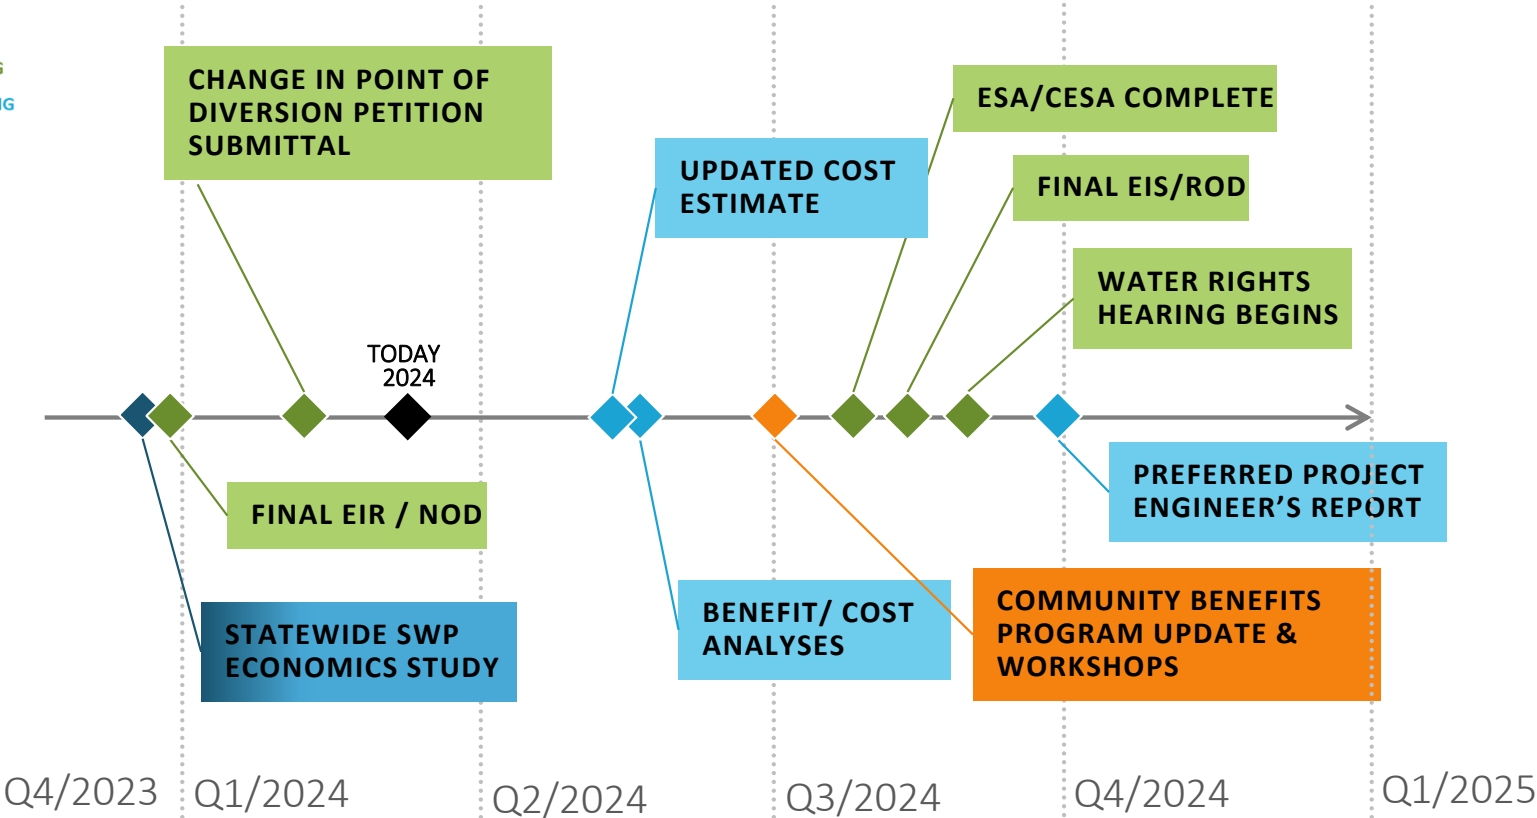 CHANGE IN POINT OF
DIVERSION PETITION
SUBMITTAL
ESA/CESA COMPLETE
UPDATED COST
ESTIMATE
FINAL EIS/ROD
WATER RIGHTS
HEARING BEGINS
TODAY
2024
FINAL EIR / NOD
PREFERRED PROJECT
ENGINEER’S REPORT
STATEWIDE SWP
ECONOMICS STUDY
BENEFIT/ COST
ANALYSES
COMMUNITY BENEFITS
PROGRAM UPDATE &
WORKSHOPS
Q4/2023
Q1/2024
Q2/2024
Q3/2024
Q4/2024
Q1/2025